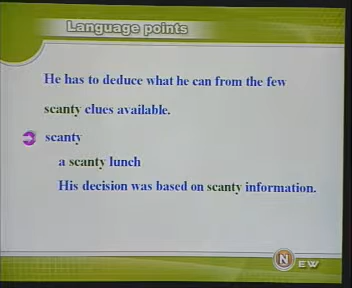 Language points
He has to deduce what he can from the few
scanty clues available.
scanty
a scanty lunch
His decision was based on scanty information.
N EW